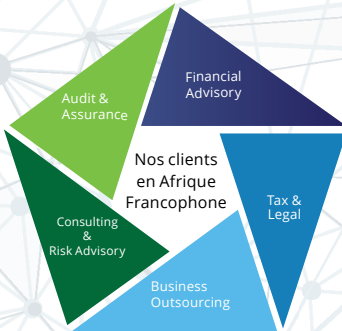 Audit &
Assurance
Financial
Advisory
Nos clients
en Afrique
Francophone
Tax &
Legal
Consulting
&
Risk Advisory
Business
Outsourcing